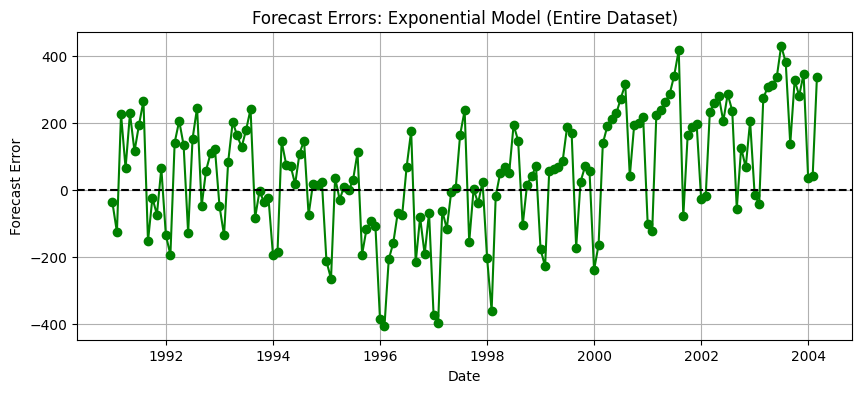 Forecast Errors: Exponential Model (Entire Dataset)
Forecast Error
400
200
0
−200
−400
1992 1994 1996 1998 2000 2002 2004
Date